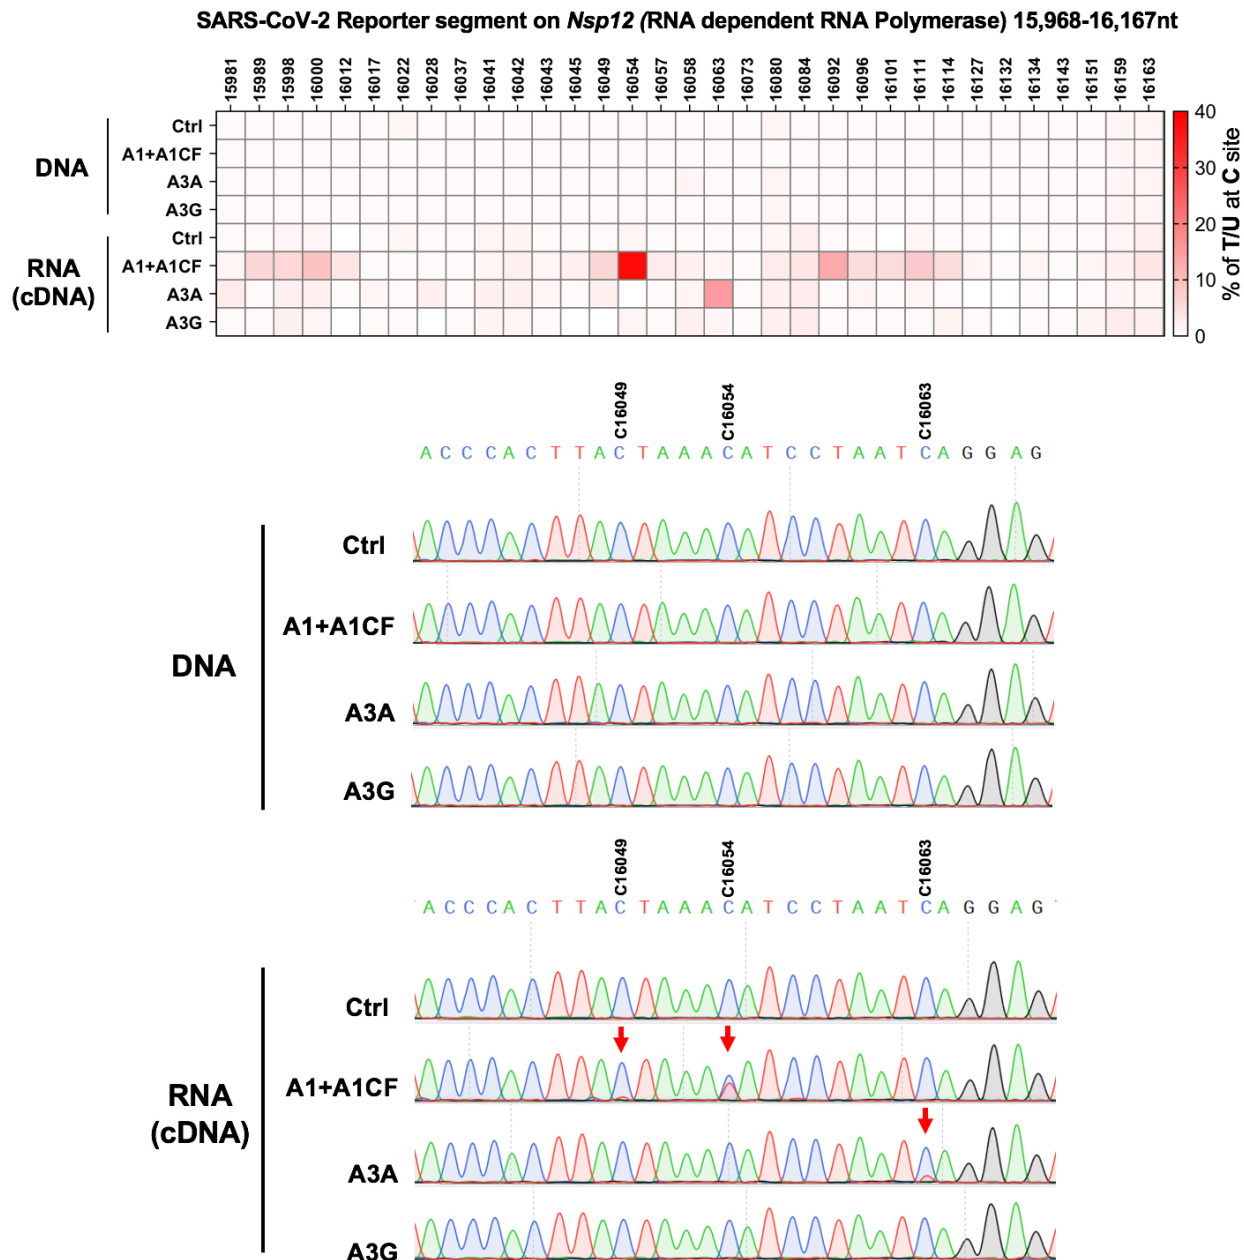 SARS-CoV-2 Reporter segment on Nsp12 (RNA dependent RNA Polymerase) 15,968-16,167nt
15981 15989 15998 16000 16012 16017 16022 16028 16037 16041 16042 16043 16045 16049 16054 16057 16058 16063 16073 16080 16084 16092 16096 16101 16111 16114 16127 16132 16134 16143 16151 16159 16163
DNA
Ctrl
A1+A1CF
A3A
A3G
RNA
(cDNA)
Ctrl
A1+A1CF
A3A
A3G
40
30
20
10
0
% of T/U at C site
C16049 C16054 C16063
A C C C A C T T A C T A A A C A T C C T A A T C A G G A G
DNA
Ctrl
A1+A1CF
A3A
A3G
C16049 C16054 C16063
A C C C A C T T A C T A A A C A T C C T A A T C A G G A G
RNA
(cDNA)
Ctrl
A1+A1CF
A3A
A3G